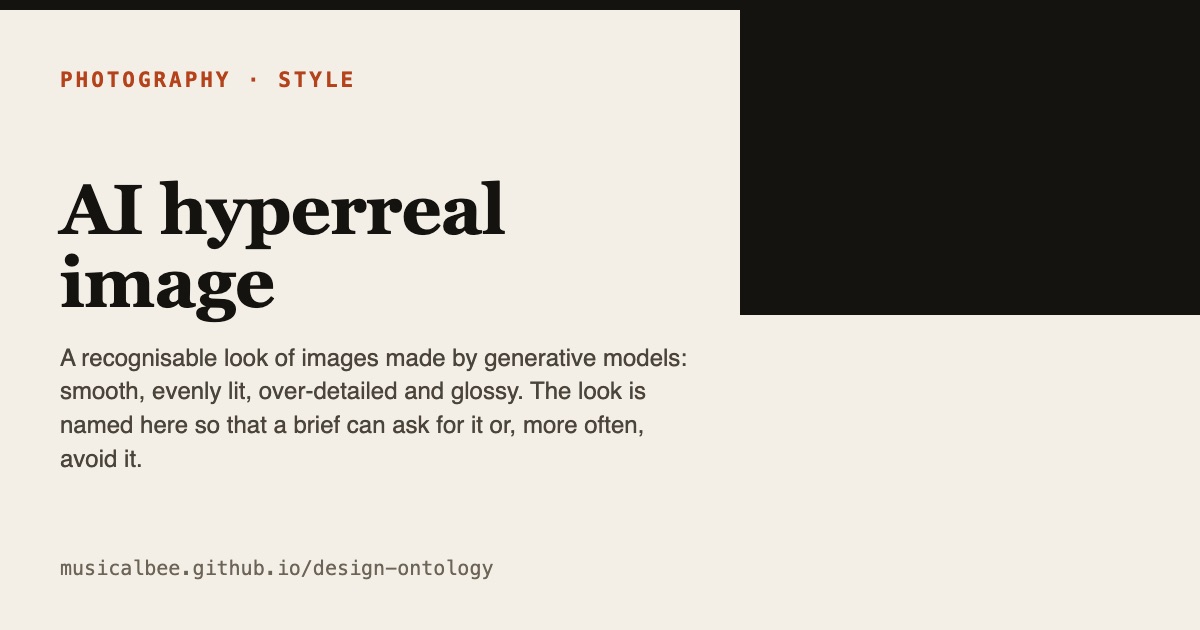 PHOTOGRAPHY · STYLE
AI hyperreal
image
A recognisable look of images made by generative models:
smooth, evenly lit, over-detailed and glossy. The look is
named here so that a brief can ask for it or, more often,
avoid it.
musicalbee.github.io/design-ontology